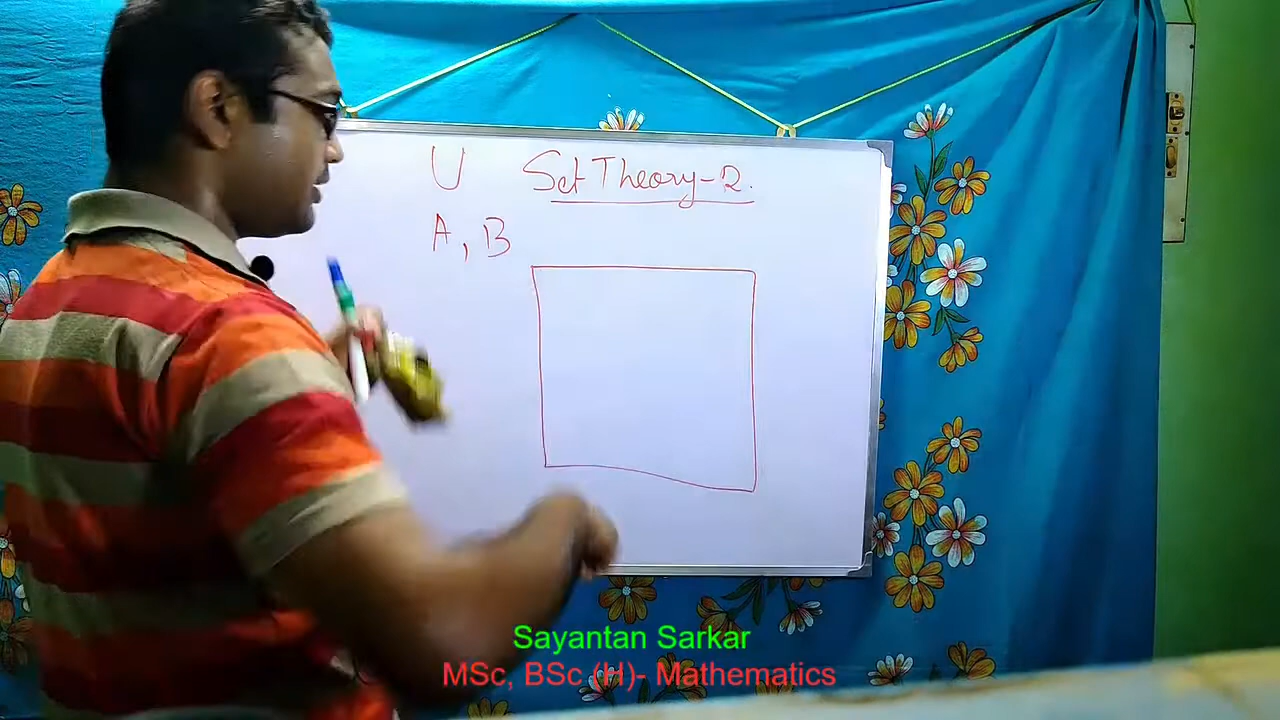 U Set Theory-2.
A, B
Sayantan Sarkar
MSc, BSc (H)- Mathematics